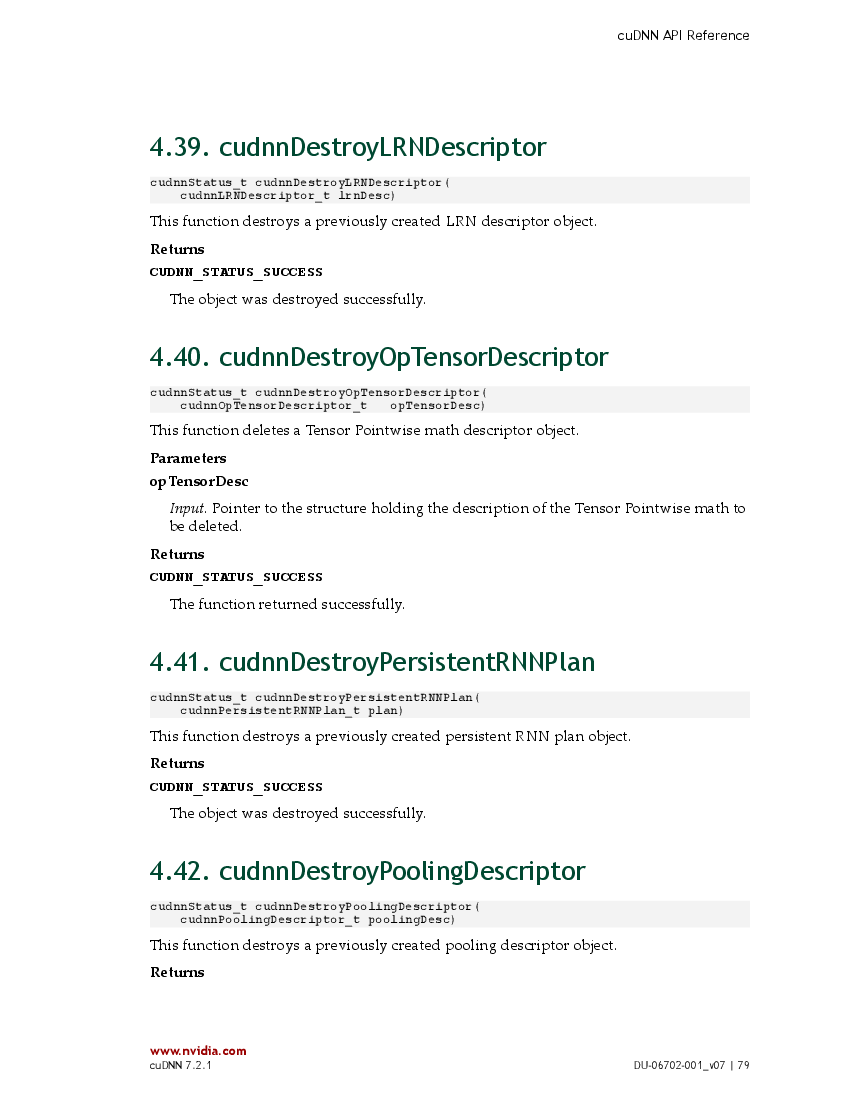 cuDNN API Reference
4.39. cudnnDestroyLRNDescriptor
cudnnStatus_t cudnnDestroyLRNDescriptor(
    cudnnLRNDescriptor_t lrnDesc)
This function destroys a previously created LRN descriptor object.
Returns
CUDNN_STATUS_SUCCESS
The object was destroyed successfully.
4.40. cudnnDestroyOpTensorDescriptor
cudnnStatus_t cudnnDestroyOpTensorDescriptor(
    cudnnOpTensorDescriptor_t   opTensorDesc)
This function deletes a Tensor Pointwise math descriptor object.
Parameters
opTensorDesc
Input. Pointer to the structure holding the description of the Tensor Pointwise math to
be deleted.
Returns
CUDNN_STATUS_SUCCESS
The function returned successfully.
4.41. cudnnDestroyPersistentRNNPlan
cudnnStatus_t cudnnDestroyPersistentRNNPlan(
    cudnnPersistentRNNPlan_t plan)
This function destroys a previously created persistent RNN plan object.
Returns
CUDNN_STATUS_SUCCESS
The object was destroyed successfully.
4.42. cudnnDestroyPoolingDescriptor
cudnnStatus_t cudnnDestroyPoolingDescriptor(
    cudnnPoolingDescriptor_t poolingDesc)
This function destroys a previously created pooling descriptor object.
Returns
www.nvidia.com
cuDNN 7.2.1
DU-06702-001_v07 | 79